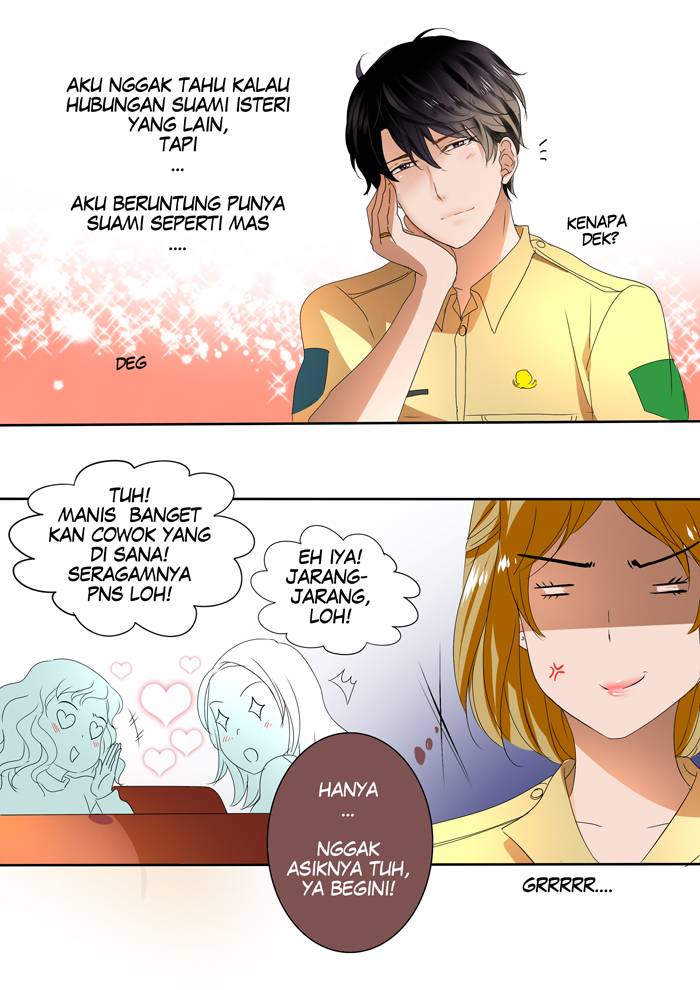 AKU NGGAK TAHU KALAU
HUBUNGAN SUAMI ISTERI
YANG LAIN,
TAPI
...
AKU BERUNTUNG PUNYA
SUAMI SEPERTI MAS
....
KENAPA
DEK?
DEG
TUH!
MANIS BANGET
KAN COWOK YANG
DI SANA!
SERAGAMNYA
PNS LOH!
EH IYA!
JARANG-
JARANG,
LOH!
HANYA
...
NGGAK
ASIKNYA TUH,
YA BEGINI!
GRRRRR....